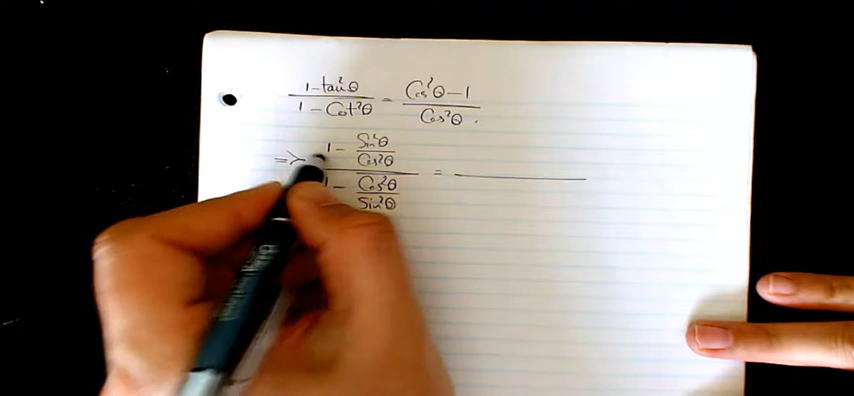 1-tan²θ / 1-Cot²θ = Cos²θ-1 / Cos²θ.
=> 1- Sin²θ/Cos²θ / 1- Cos²θ/Sin²θ =